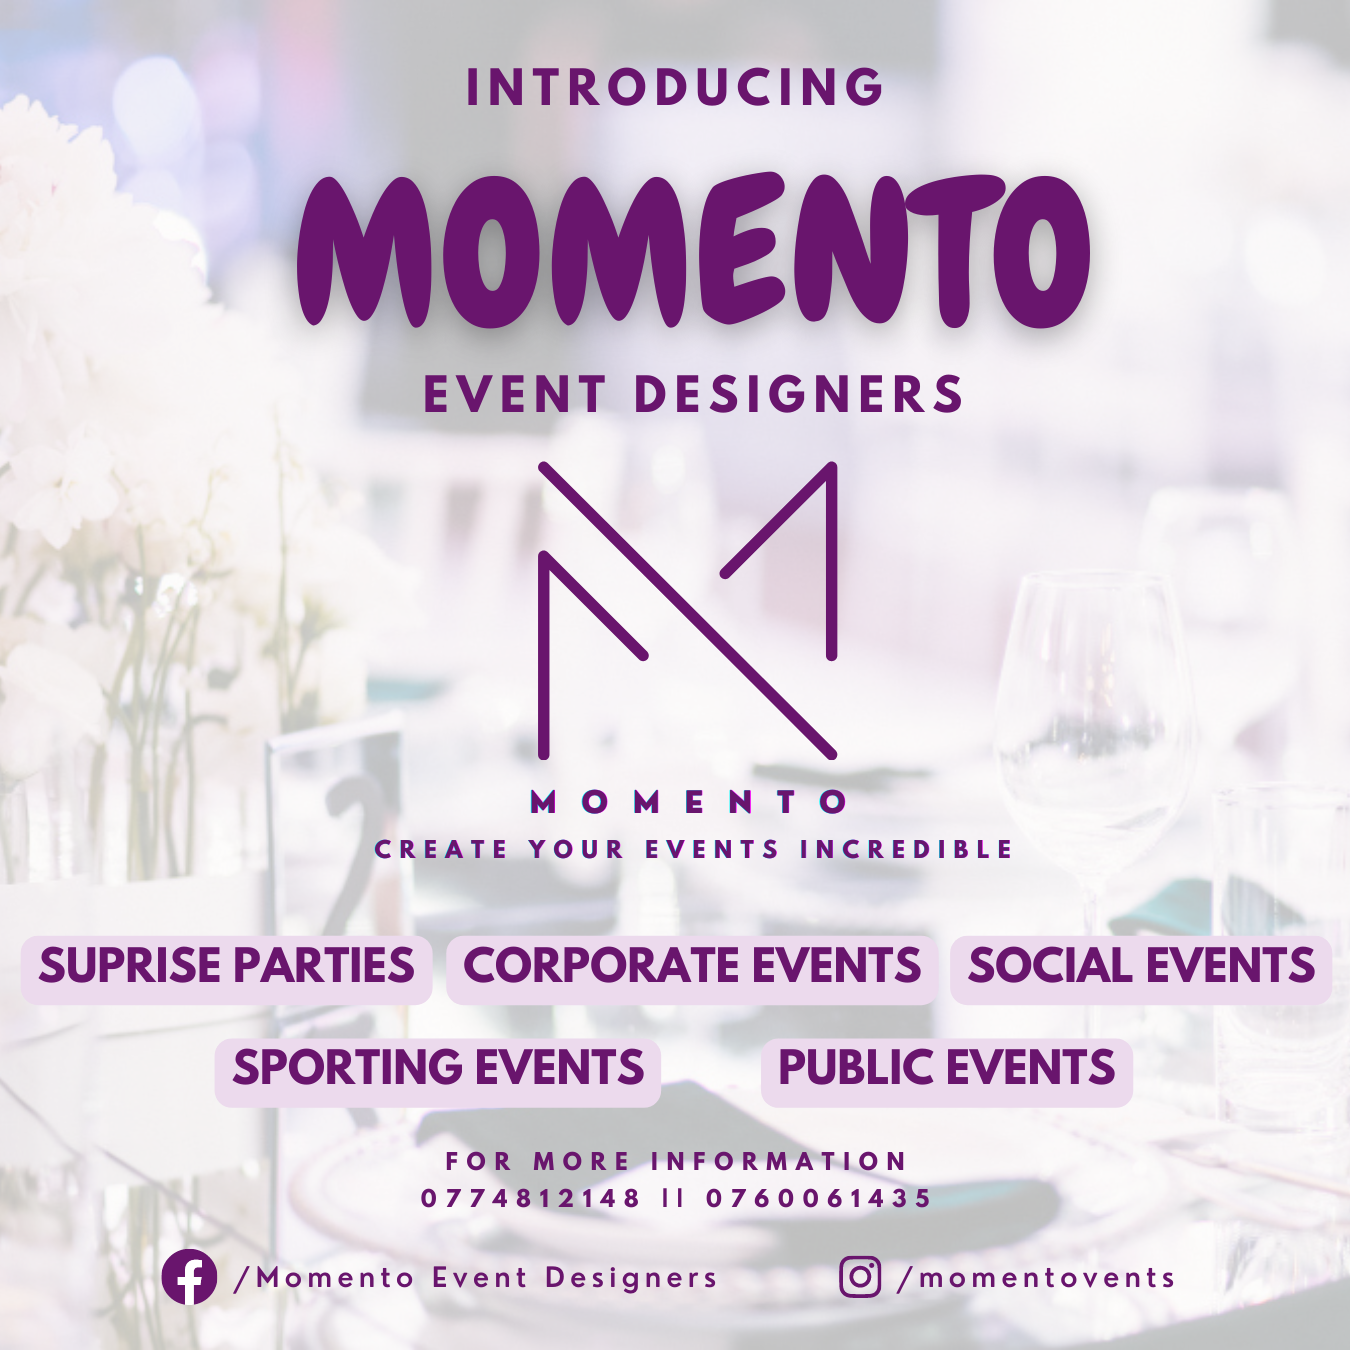 INTRODUCING
MOMENTO
EVENT DESIGNERS
MOMENTO
CREATE YOUR EVENTS INCREDIBLE
SUPRISE PARTIES CORPORATE EVENTS SOCIAL EVENTS
SPORTING EVENTS PUBLIC EVENTS
FOR MORE INFORMATION
0774812148 || 0760061435
/Momento Event Designers /momentovents